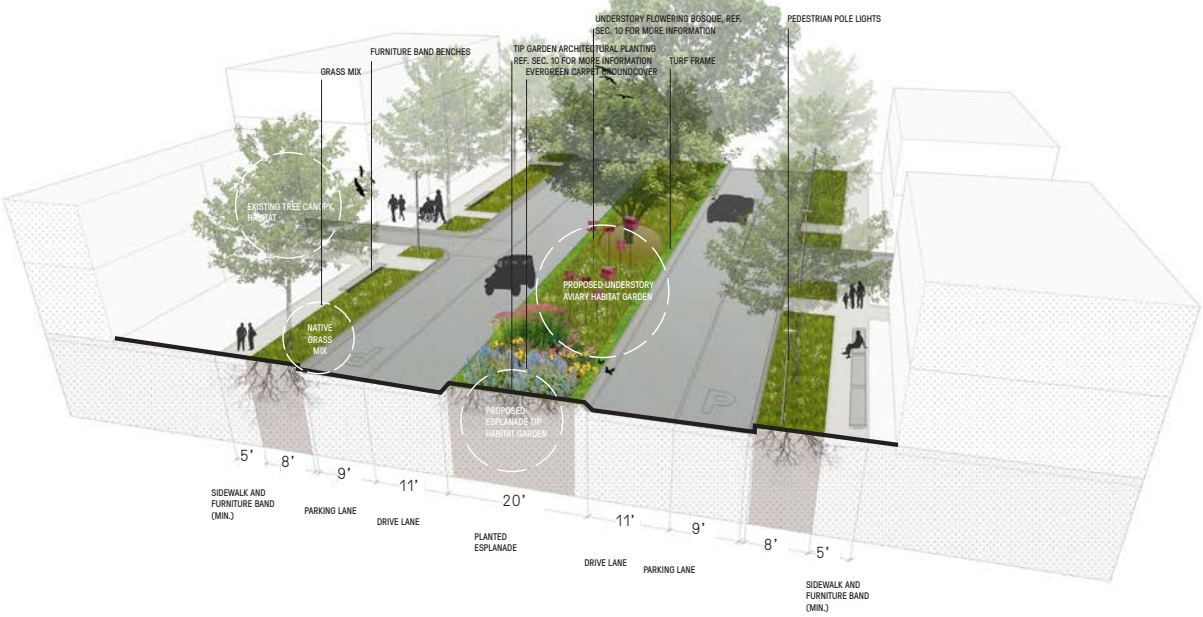 UNDERSTORY FLOWERING BOSQUE, REF.
SEC. 10 FOR MORE INFORMATION
PEDESTRIAN POLE LIGHTS
FURNITURE BAND BENCHES
TIP GARDEN ARCHITECTURAL PLANTING
REF. SEC. 10 FOR MORE INFORMATION
EVERGREEN CARPET GROUNDCOVER
TURF FRAME
GRASS MIX
EXISTING TREE CANOPY,
HABITAT
PROPOSED UNDERSTORY
AVIARY HABITAT GARDEN
NATIVE
GRASS
MIX
P
P
PROPOSED
ESPLANADE TIP
HABITAT GARDEN
5'
8'
9'
11'
20'
11'
9'
8'
5'
SIDEWALK AND
FURNITURE BAND
(MIN.)
PARKING LANE
DRIVE LANE
PLANTED
ESPLANADE
DRIVE LANE
PARKING LANE
SIDEWALK AND
FURNITURE BAND
(MIN.)